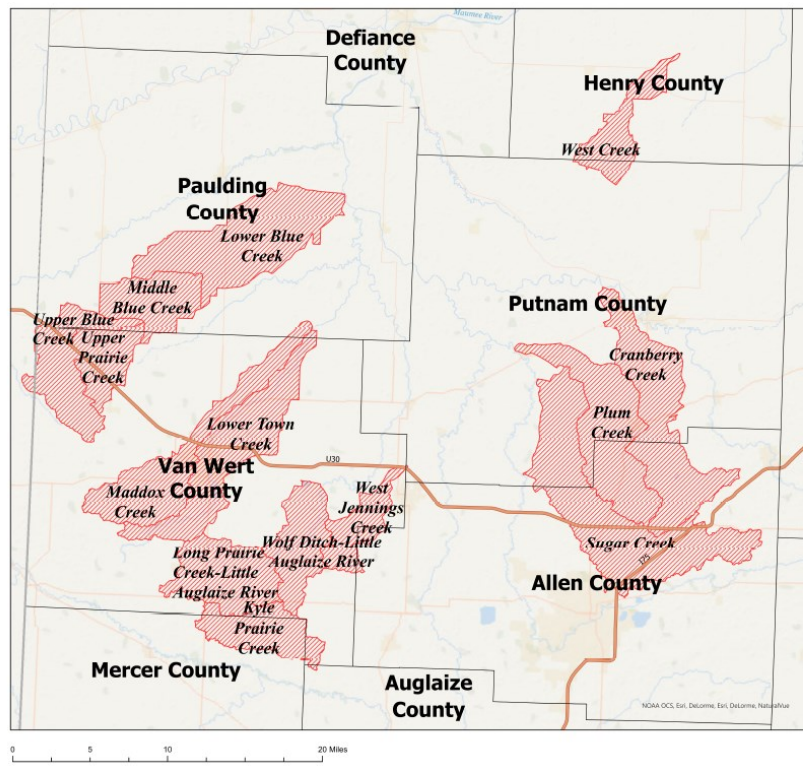 Maumee River
Defiance
County
Henry County
West Creek
Paulding
County
Lower Blue
Creek
Middle
Blue Creek
Putnam County
Upper Blue
Creek
Upper
Prairie
Creek
Cranberry
Creek
Plum
Creek
Lower Town
Creek
U30
Van Wert
County
Maddox
Creek
West
Jennings
Creek
Wolf Ditch-Little
Auglaize River
Long Prairie
Creek-Little
Auglaize River
Sugar Creek
I75
Allen County
Kyle
Prairie
Creek
Mercer County
Auglaize
County
NOAA OCS, Esri, DeLorme, Esri, DeLorme, NaturalVue
0 5 10 20 Miles